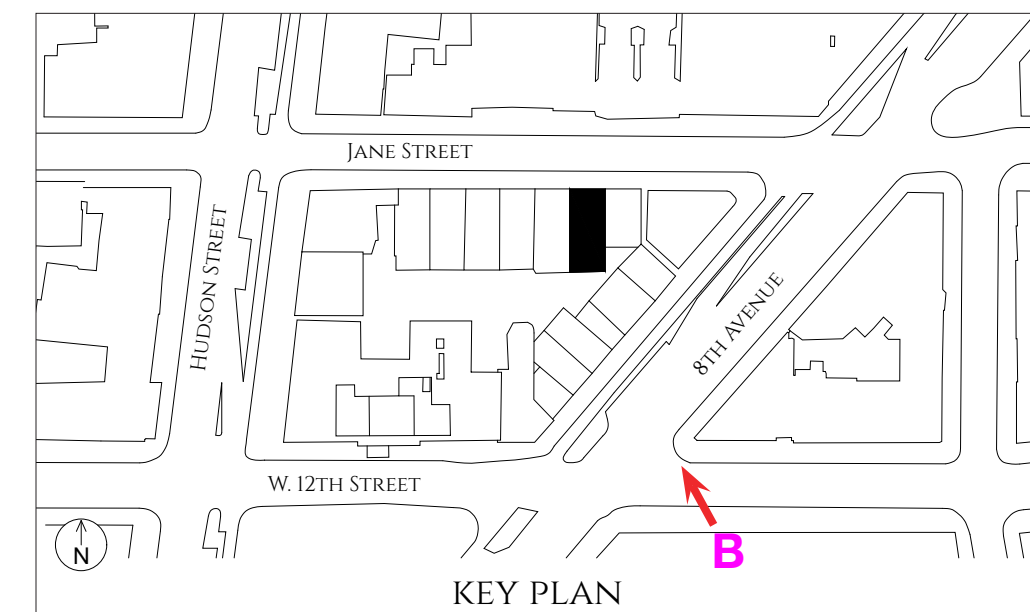 JANE STREET
HUDSON STREET
8TH AVENUE
W. 12TH STREET
B
N
KEY PLAN